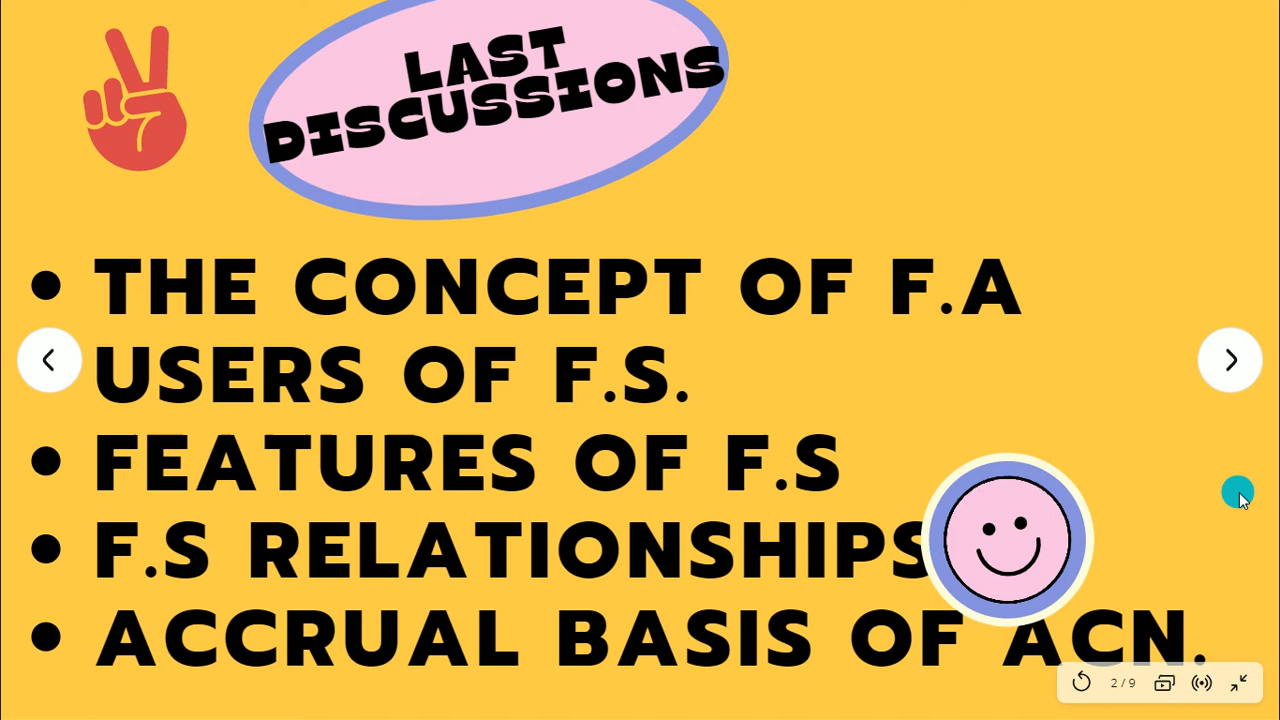 LAST
DISCUSSIONS
• THE CONCEPT OF F.A
USERS OF F.S.
• FEATURES OF F.S
• F.S RELATIONSHIPS
• ACCRUAL BASIS OF ACN.
2/9